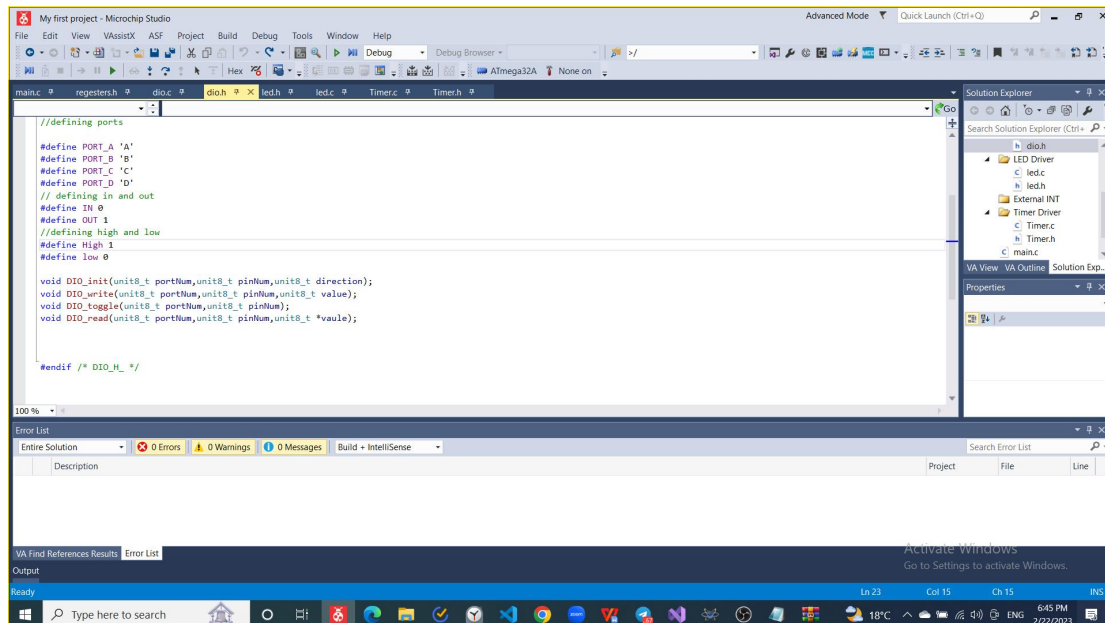 My first project - Microchip Studio
Advanced Mode
Quick Launch (Ctrl+Q)
File Edit View VAssistX ASF Project Build Debug Tools Window Help
Debug
Debug Browser
>/
Hex
ATmega32A
None on
main.c
regesters.h
dio.c
dio.h
led.h
led.c
Timer.c
Timer.h
Go
//defining ports
#define PORT_A 'A'
#define PORT_B 'B'
#define PORT_C 'C'
#define PORT_D 'D'
// defining in and out
#define IN 0
#define OUT 1
//defining high and low
#define High 1
#define low 0
void DIO_init(unit8_t portNum,unit8_t pinNum,unit8_t direction);
void DIO_write(unit8_t portNum,unit8_t pinNum,unit8_t value);
void DIO_toggle(unit8_t portNum,unit8_t pinNum);
void DIO_read(unit8_t portNum,unit8_t pinNum,unit8_t *vaule);
#endif /* DIO_H_ */
100 %
Solution Explorer
Search Solution Explorer (Ctrl+
dio.h
LED Driver
led.c
led.h
External INT
Timer Driver
Timer.c
Timer.h
main.c
VA View VA Outline Solution Exp...
Properties
Error List
Entire Solution
0 Errors
0 Warnings
0 Messages
Build + IntelliSense
Search Error List
Description
Project
File
Line
VA Find References Results Error List
Output
Activate Windows
Go to Settings to activate Windows.
Ready
Ln 23
Col 15
Ch 15
INS
Type here to search
zoom
18°C
ENG
6:45 PM
2/22/2023